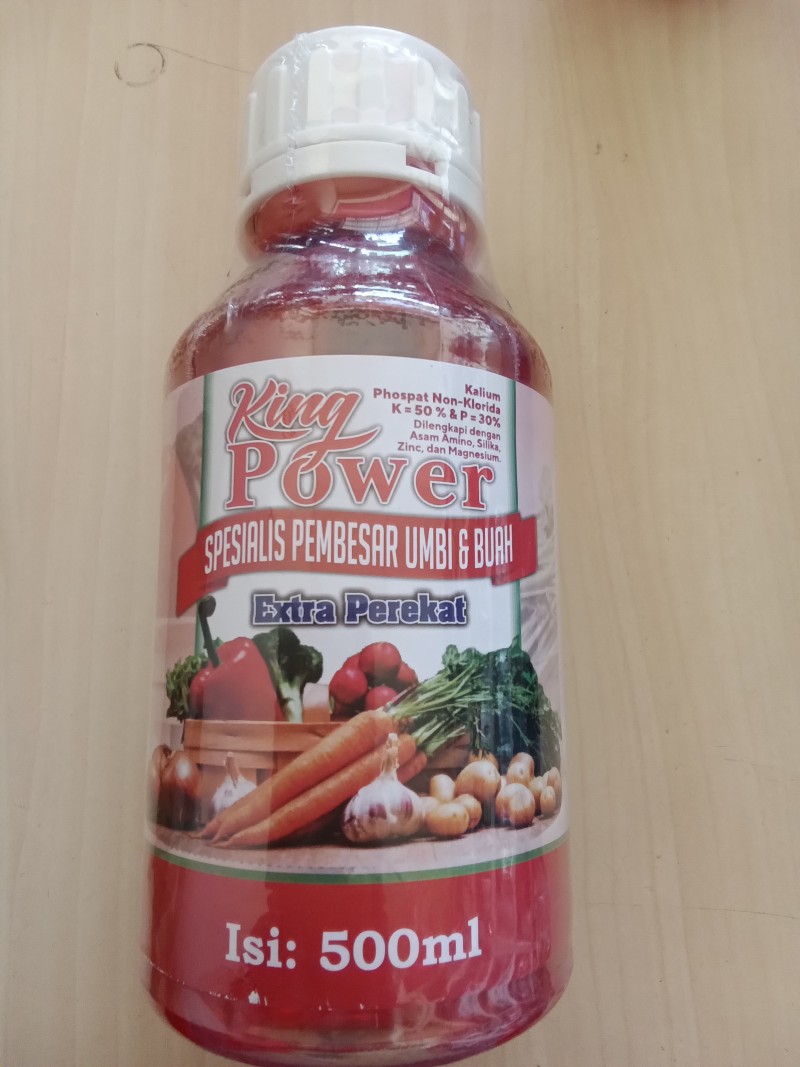 King
Power
Kalium
Phospat Non-Klorida
K = 50 % & P = 30%
Dilengkapi dengan
Asam Amino, Silika,
Zinc, dan Magnesium.
SPESIALIS PEMBESAR UMBI & BUAH
Extra Perekat
Isi: 500ml